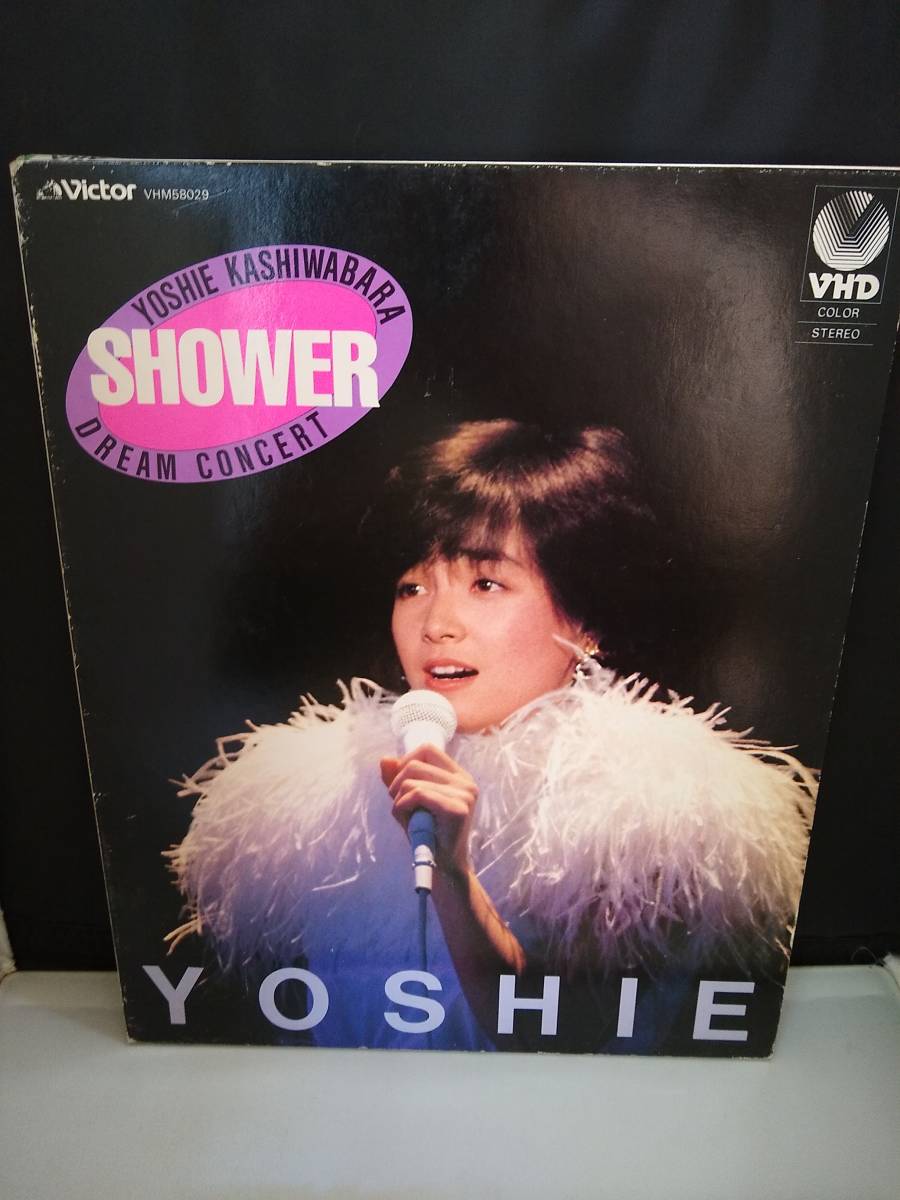 Victor VHM58029
VHD
COLOR
STEREO
YOSHIE KASHIWABARA
SHOWER
DREAM CONCERT
YOSHIE